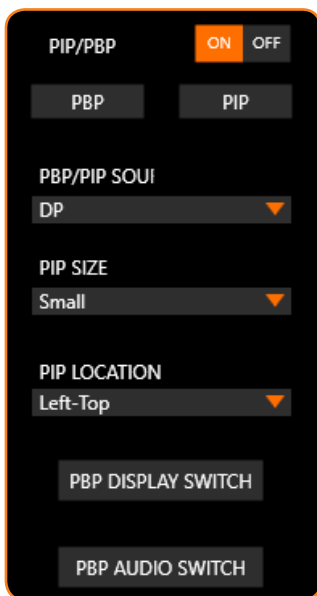 PIP/PBP ON OFF
PBP PIP
PBP/PIP SOUI
DP
PIP SIZE
Small
PIP LOCATION
Left-Top
PBP DISPLAY SWITCH
PBP AUDIO SWITCH